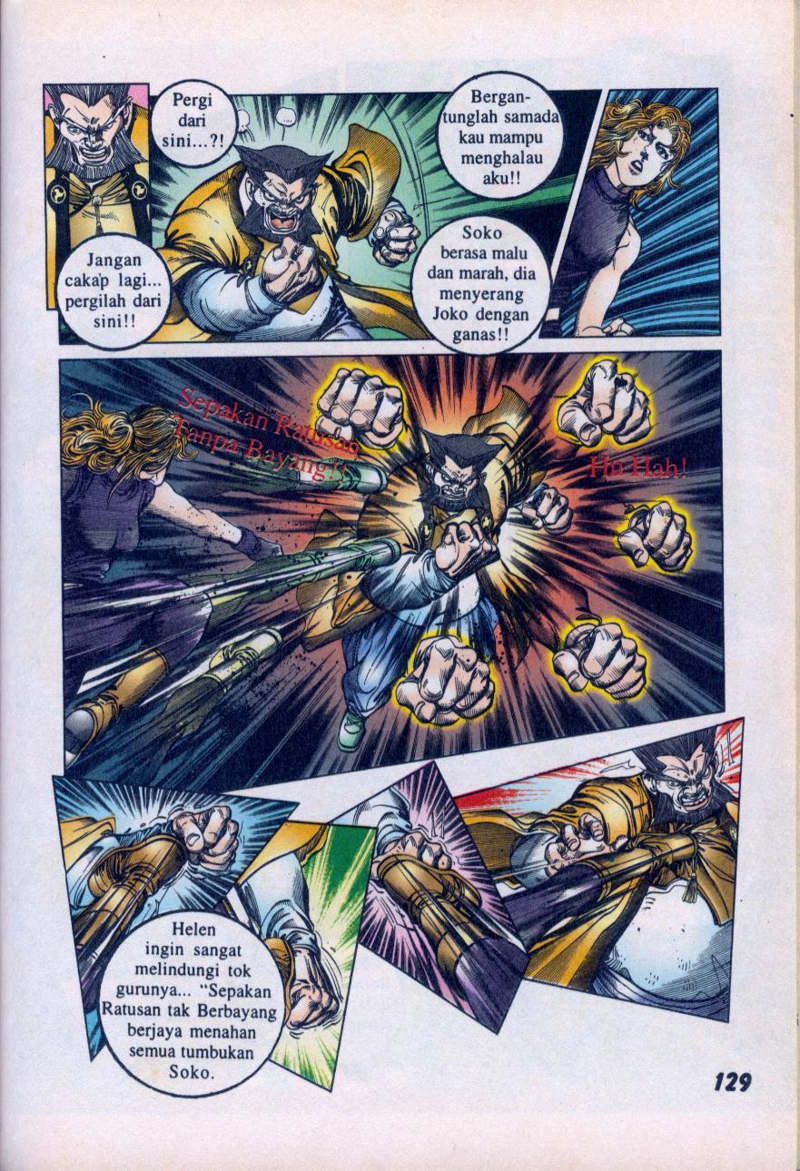 Pergi
dari
sini...?!
Jangan
cakap lagi...
pergilah dari
sini!!
Bergan-
tunglah samada
kau mampu
menghalau
aku!!
Soko
berasa malu
dan marah, dia
menyerang
Joko dengan
ganas!!
Sepakan Ratusan
Tanpa Bayang!!
Hu Hah!
Helen
ingin sangat
melindungi tok
gurunya... “Sepakan
Ratusan tak Berbayang
berjaya menahan
semua tumbukan
Soko.
129